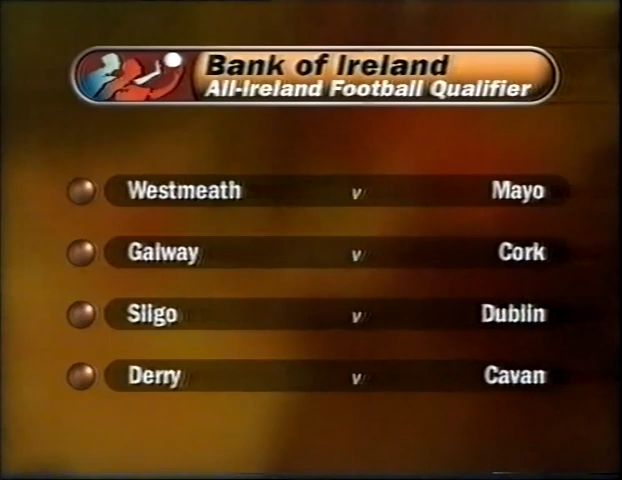 Bank of Ireland
All-Ireland Football Qualifier
Westmeath v Mayo
Galway v Cork
Sligo v Dublin
Derry v Cavan